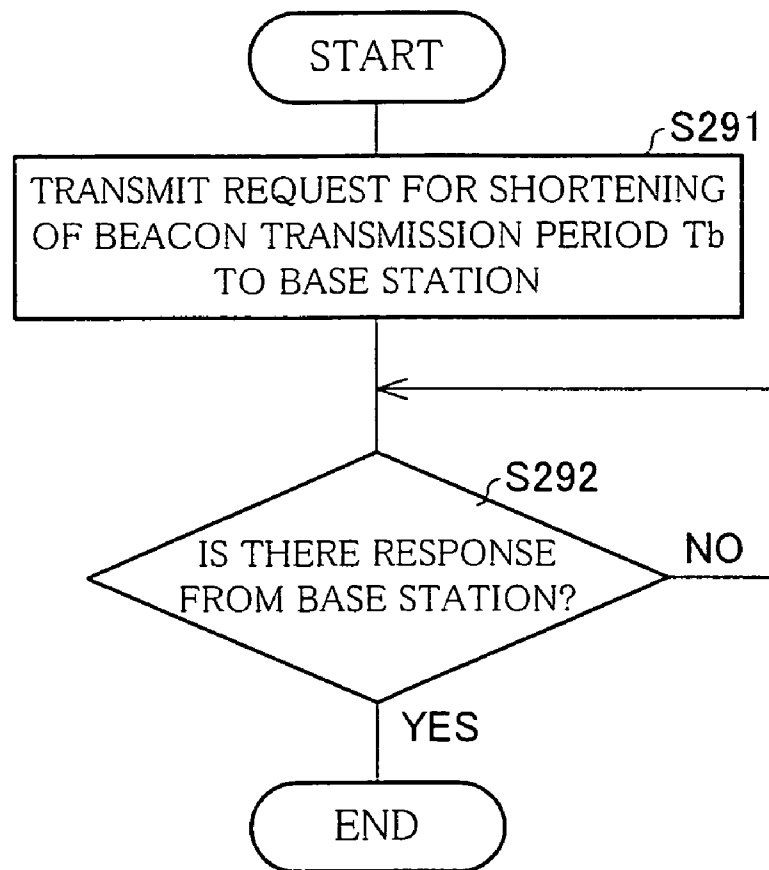 START
S291
TRANSMIT REQUEST FOR SHORTENING
OF BEACON TRANSMISSION PERIOD Tb
TO BASE STATION
S292
IS THERE RESPONSE
FROM BASE STATION?
NO
YES
END